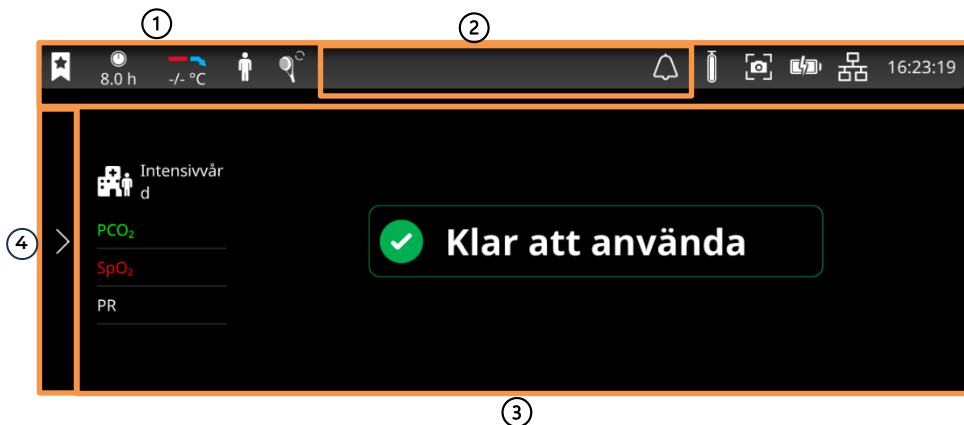 1
2
8.0 h
-/- °C
16:23:19
Intensivvår
d
PCO₂
SpO₂
PR
Klar att använda
4
3